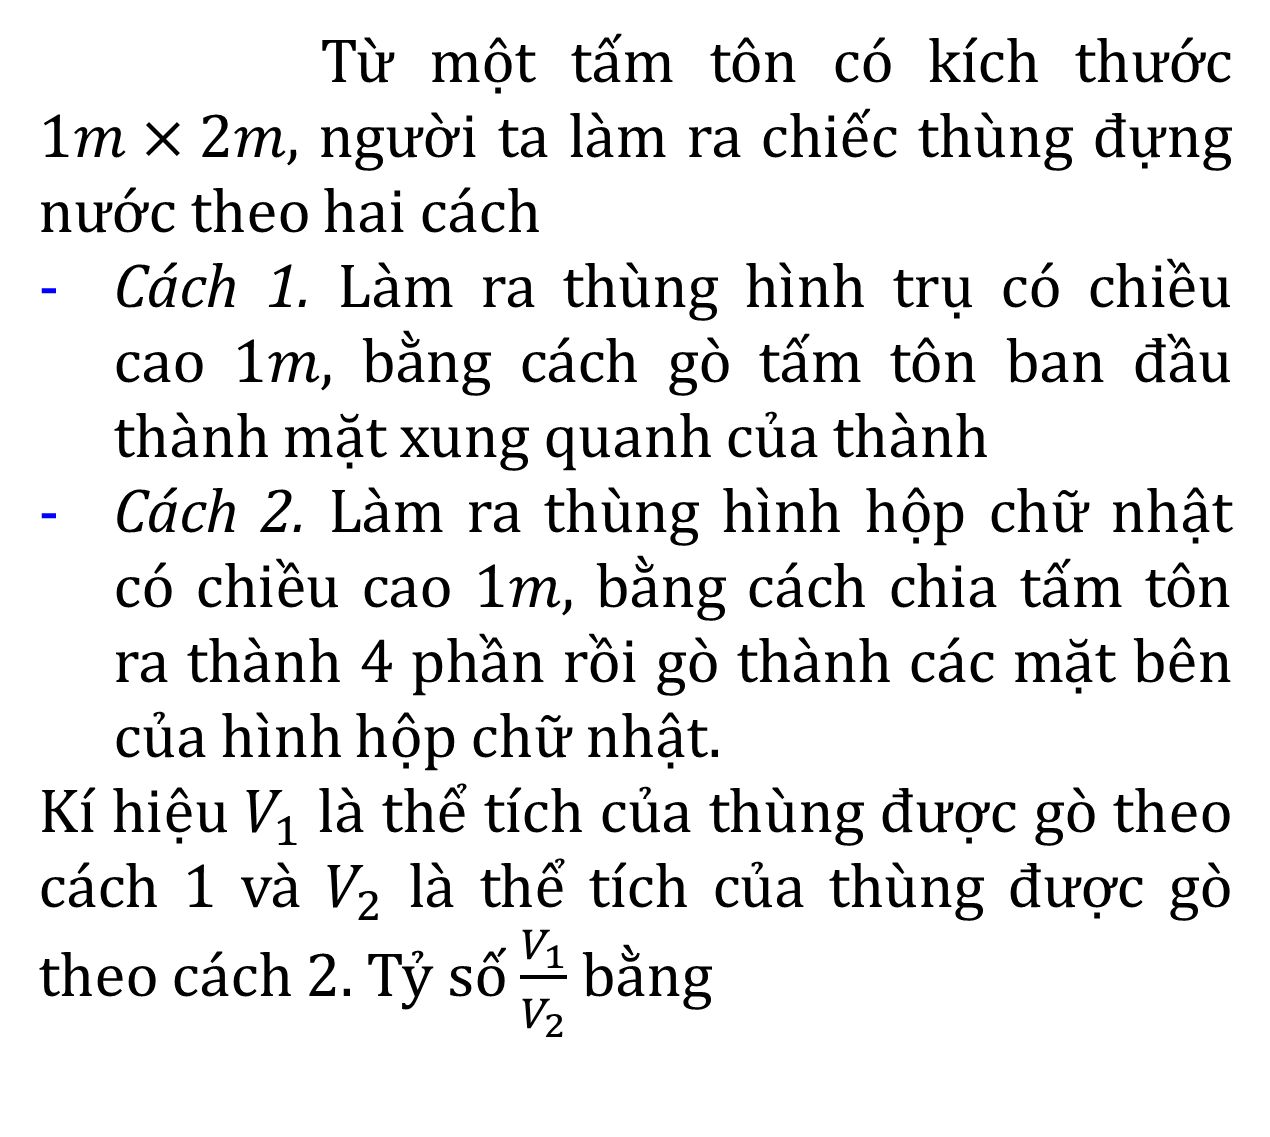 Từ một tấm tôn có kích thước
1m × 2m, người ta làm ra chiếc thùng đựng
nước theo hai cách
- Cách 1. Làm ra thùng hình trụ có chiều
cao 1m, bằng cách gò tấm tôn ban đầu
thành mặt xung quanh của thành
- Cách 2. Làm ra thùng hình hộp chữ nhật
có chiều cao 1m, bằng cách chia tấm tôn
ra thành 4 phần rồi gò thành các mặt bên
của hình hộp chữ nhật.
Kí hiệu V₁ là thể tích của thùng được gò theo
cách 1 và V₂ là thể tích của thùng được gò
theo cách 2. Tỷ số V₁/V₂ bằng